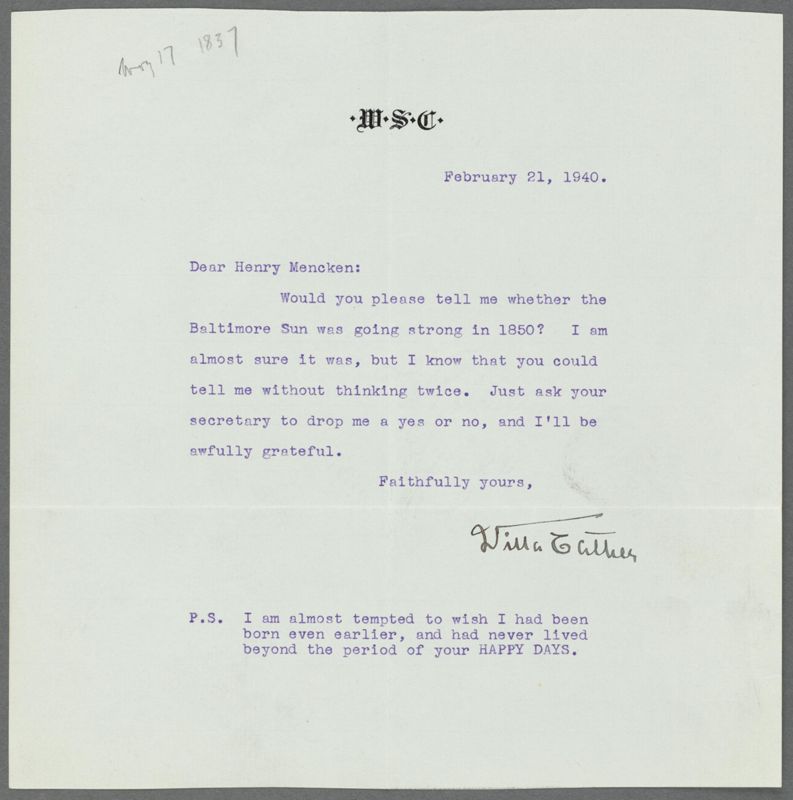 May 17 1837
·W·S·C·
February 21, 1940.
Dear Henry Mencken:
Would you please tell me whether the
Baltimore Sun was going strong in 1850? I am
almost sure it was, but I know that you could
tell me without thinking twice. Just ask your
secretary to drop me a yes or no, and I'll be
awfully grateful.
Faithfully yours,
Willa Cather
P.S. I am almost tempted to wish I had been
born even earlier, and had never lived
beyond the period of your HAPPY DAYS.